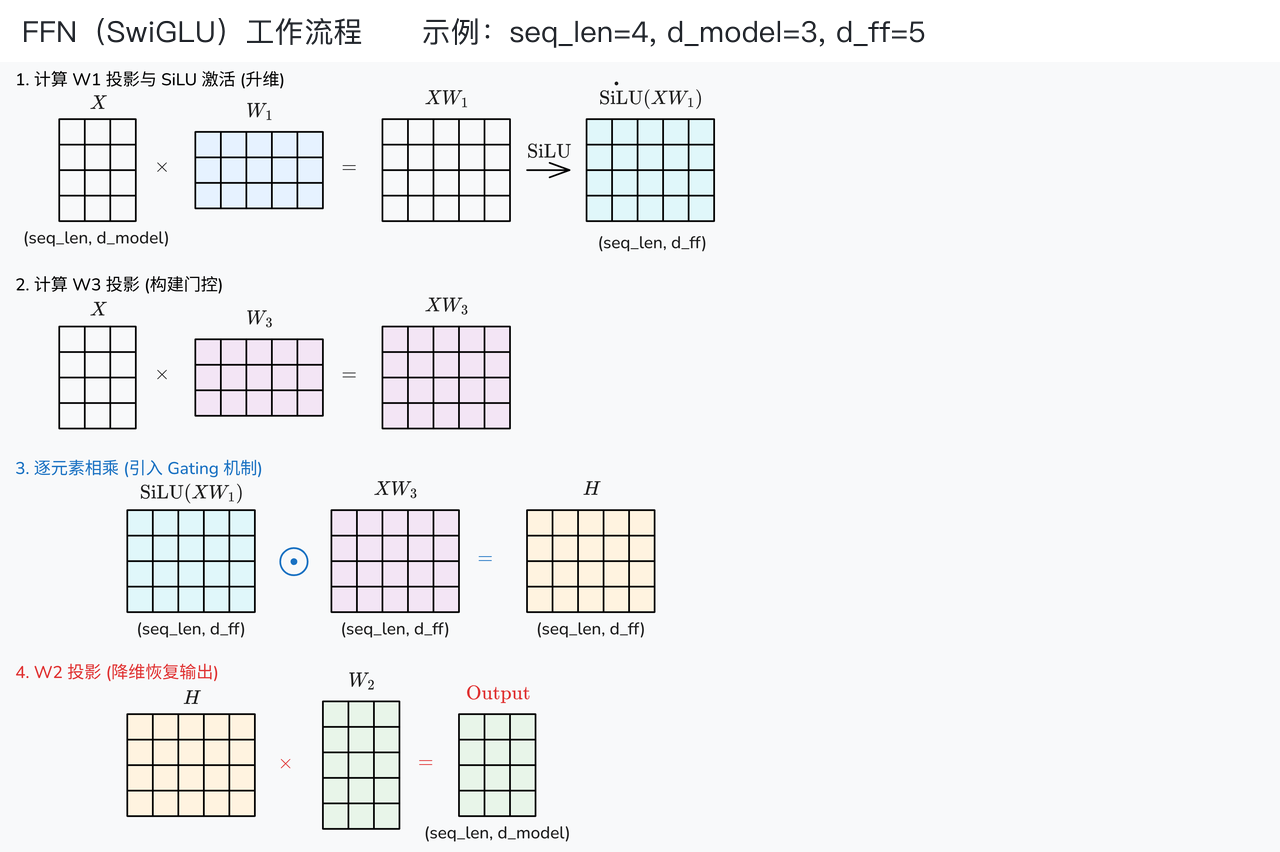 FFN（SwiGLU）工作流程 示例：seq_len=4, d_model=3, d_ff=5
1. 计算 W1 投影与 SiLU 激活 (升维)
X
W₁
XW₁
SiLU(XW₁)
×
=
SiLU
(seq_len, d_model)
(seq_len, d_ff)
2. 计算 W3 投影 (构建门控)
X
W₃
XW₃
×
=
3. 逐元素相乘 (引入 Gating 机制)
SiLU(XW₁)
XW₃
H
⊙
=
(seq_len, d_ff)
(seq_len, d_ff)
(seq_len, d_ff)
4. W2 投影 (降维恢复输出)
H
W₂
Output
×
=
(seq_len, d_model)